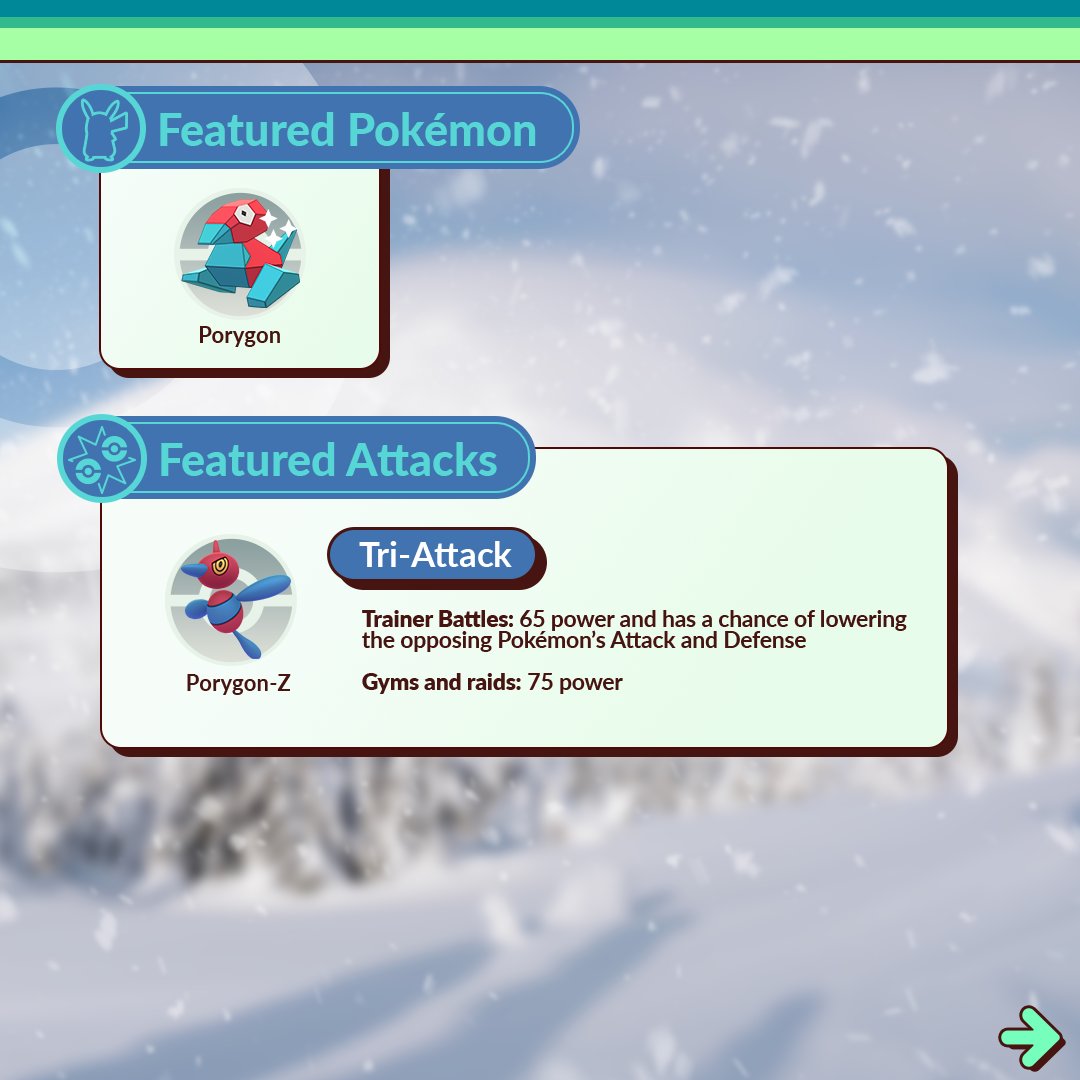 Featured Pokémon
Porygon
Featured Attacks
Tri-Attack
Trainer Battles: 65 power and has a chance of lowering
the opposing Pokémon’s Attack and Defense
Gyms and raids: 75 power
Porygon-Z